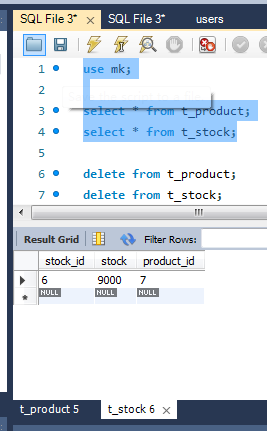 SQL File 3* SQL File 3* users
1 use mk;
2
3 select * from t_product;
4 select * from t_stock;
5
6 delete from t_product;
7 delete from t_stock;
Result Grid Filter Rows:
stock_id stock product_id
6 9000 7
NULL NULL NULL
t_product 5 t_stock 6